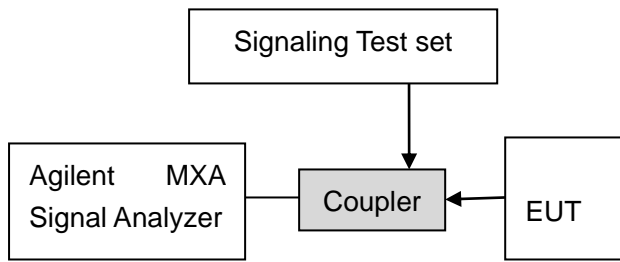 Signaling Test set
Agilent MXA
Signal Analyzer
Coupler
EUT